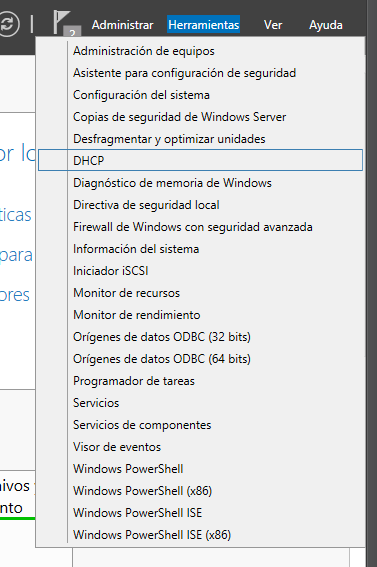 2
Administrar Herramientas Ver Ayuda
Administración de equipos
Asistente para configuración de seguridad
Configuración del sistema
Copias de seguridad de Windows Server
Desfragmentar y optimizar unidades
DHCP
Diagnóstico de memoria de Windows
Directiva de seguridad local
Firewall de Windows con seguridad avanzada
Información del sistema
Iniciador iSCSI
Monitor de recursos
Monitor de rendimiento
Orígenes de datos ODBC (32 bits)
Orígenes de datos ODBC (64 bits)
Programador de tareas
Servicios
Servicios de componentes
Visor de eventos
Windows PowerShell
Windows PowerShell (x86)
Windows PowerShell ISE
Windows PowerShell ISE (x86)
or lo
ticas
para
ores
ivos y
nto